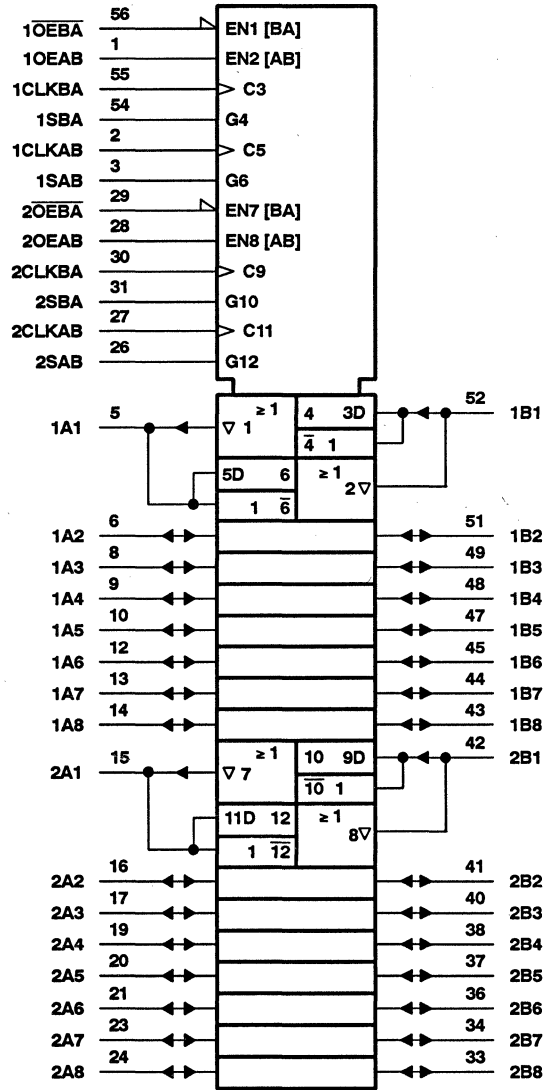 1O̅E̅B̅A̅ 56 EN1 [BA]
1OEAB 1 EN2 [AB]
1CLKBA 55 C3
1SBA 54 G4
1CLKAB 2 C5
1SAB 3 G6
2O̅E̅B̅A̅ 29 EN7 [BA]
2OEAB 28 EN8 [AB]
2CLKBA 30 C9
2SBA 31 G10
2CLKAB 27 C11
2SAB 26 G12
1A1 5 ▽ 1 ≥ 1 4 3D 52 1B1
4̅ 1
5D 6 ≥ 1
2▽
1 6̅
1A2 6 51 1B2
1A3 8 49 1B3
1A4 9 48 1B4
1A5 10 47 1B5
1A6 12 45 1B6
1A7 13 44 1B7
1A8 14 43 1B8
2A1 15 ▽ 7 ≥ 1 10 9D 42 2B1
1̅0̅ 1
11D 12 ≥ 1
8▽
1 1̅2̅
2A2 16 41 2B2
2A3 17 40 2B3
2A4 19 38 2B4
2A5 20 37 2B5
2A6 21 36 2B6
2A7 23 34 2B7
2A8 24 33 2B8